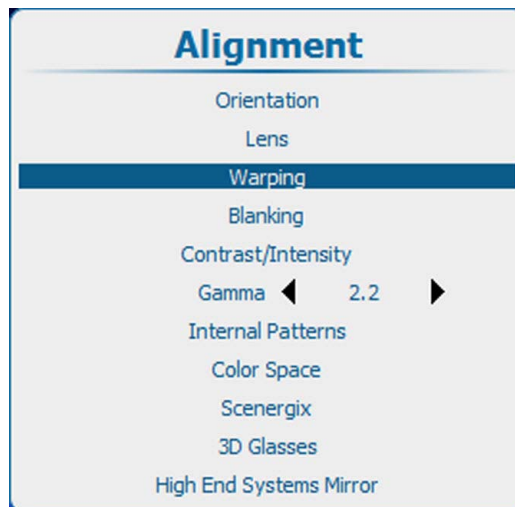 Alignment
Orientation
Lens
Warping
Blanking
Contrast/Intensity
Gamma 2.2
Internal Patterns
Color Space
Scenergix
3D Glasses
High End Systems Mirror